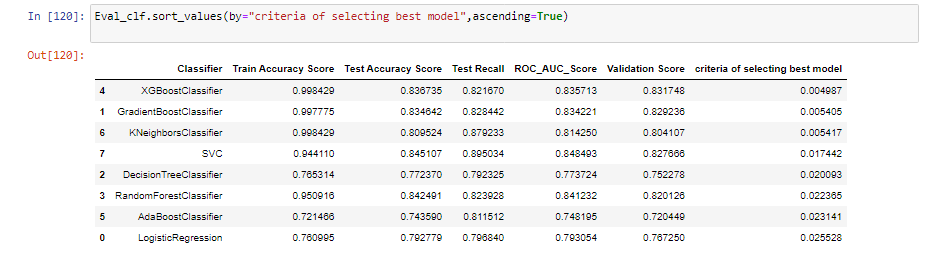 In [120]: Eval_clf.sort_values(by="criteria of selecting best model",ascending=True)
Out[120]:
Classifier Train Accuracy Score Test Accuracy Score Test Recall ROC_AUC_Score Validation Score criteria of selecting best model
4 XGBoostClassifier 0.998429 0.836735 0.821670 0.835713 0.831748 0.004987
1 GradientBoostClassifier 0.997775 0.834642 0.828442 0.834221 0.829236 0.005405
6 KNeighborsClassifier 0.998429 0.809524 0.879233 0.814250 0.804107 0.005417
7 SVC 0.944110 0.845107 0.895034 0.848493 0.827666 0.017442
2 DecisionTreeClassifier 0.765314 0.772370 0.792325 0.773724 0.752278 0.020093
3 RandomForestClassifier 0.950916 0.842491 0.823928 0.841232 0.820126 0.022365
5 AdaBoostClassifier 0.721466 0.743590 0.811512 0.748195 0.720449 0.023141
0 LogisticRegression 0.760995 0.792779 0.796840 0.793054 0.767250 0.025528